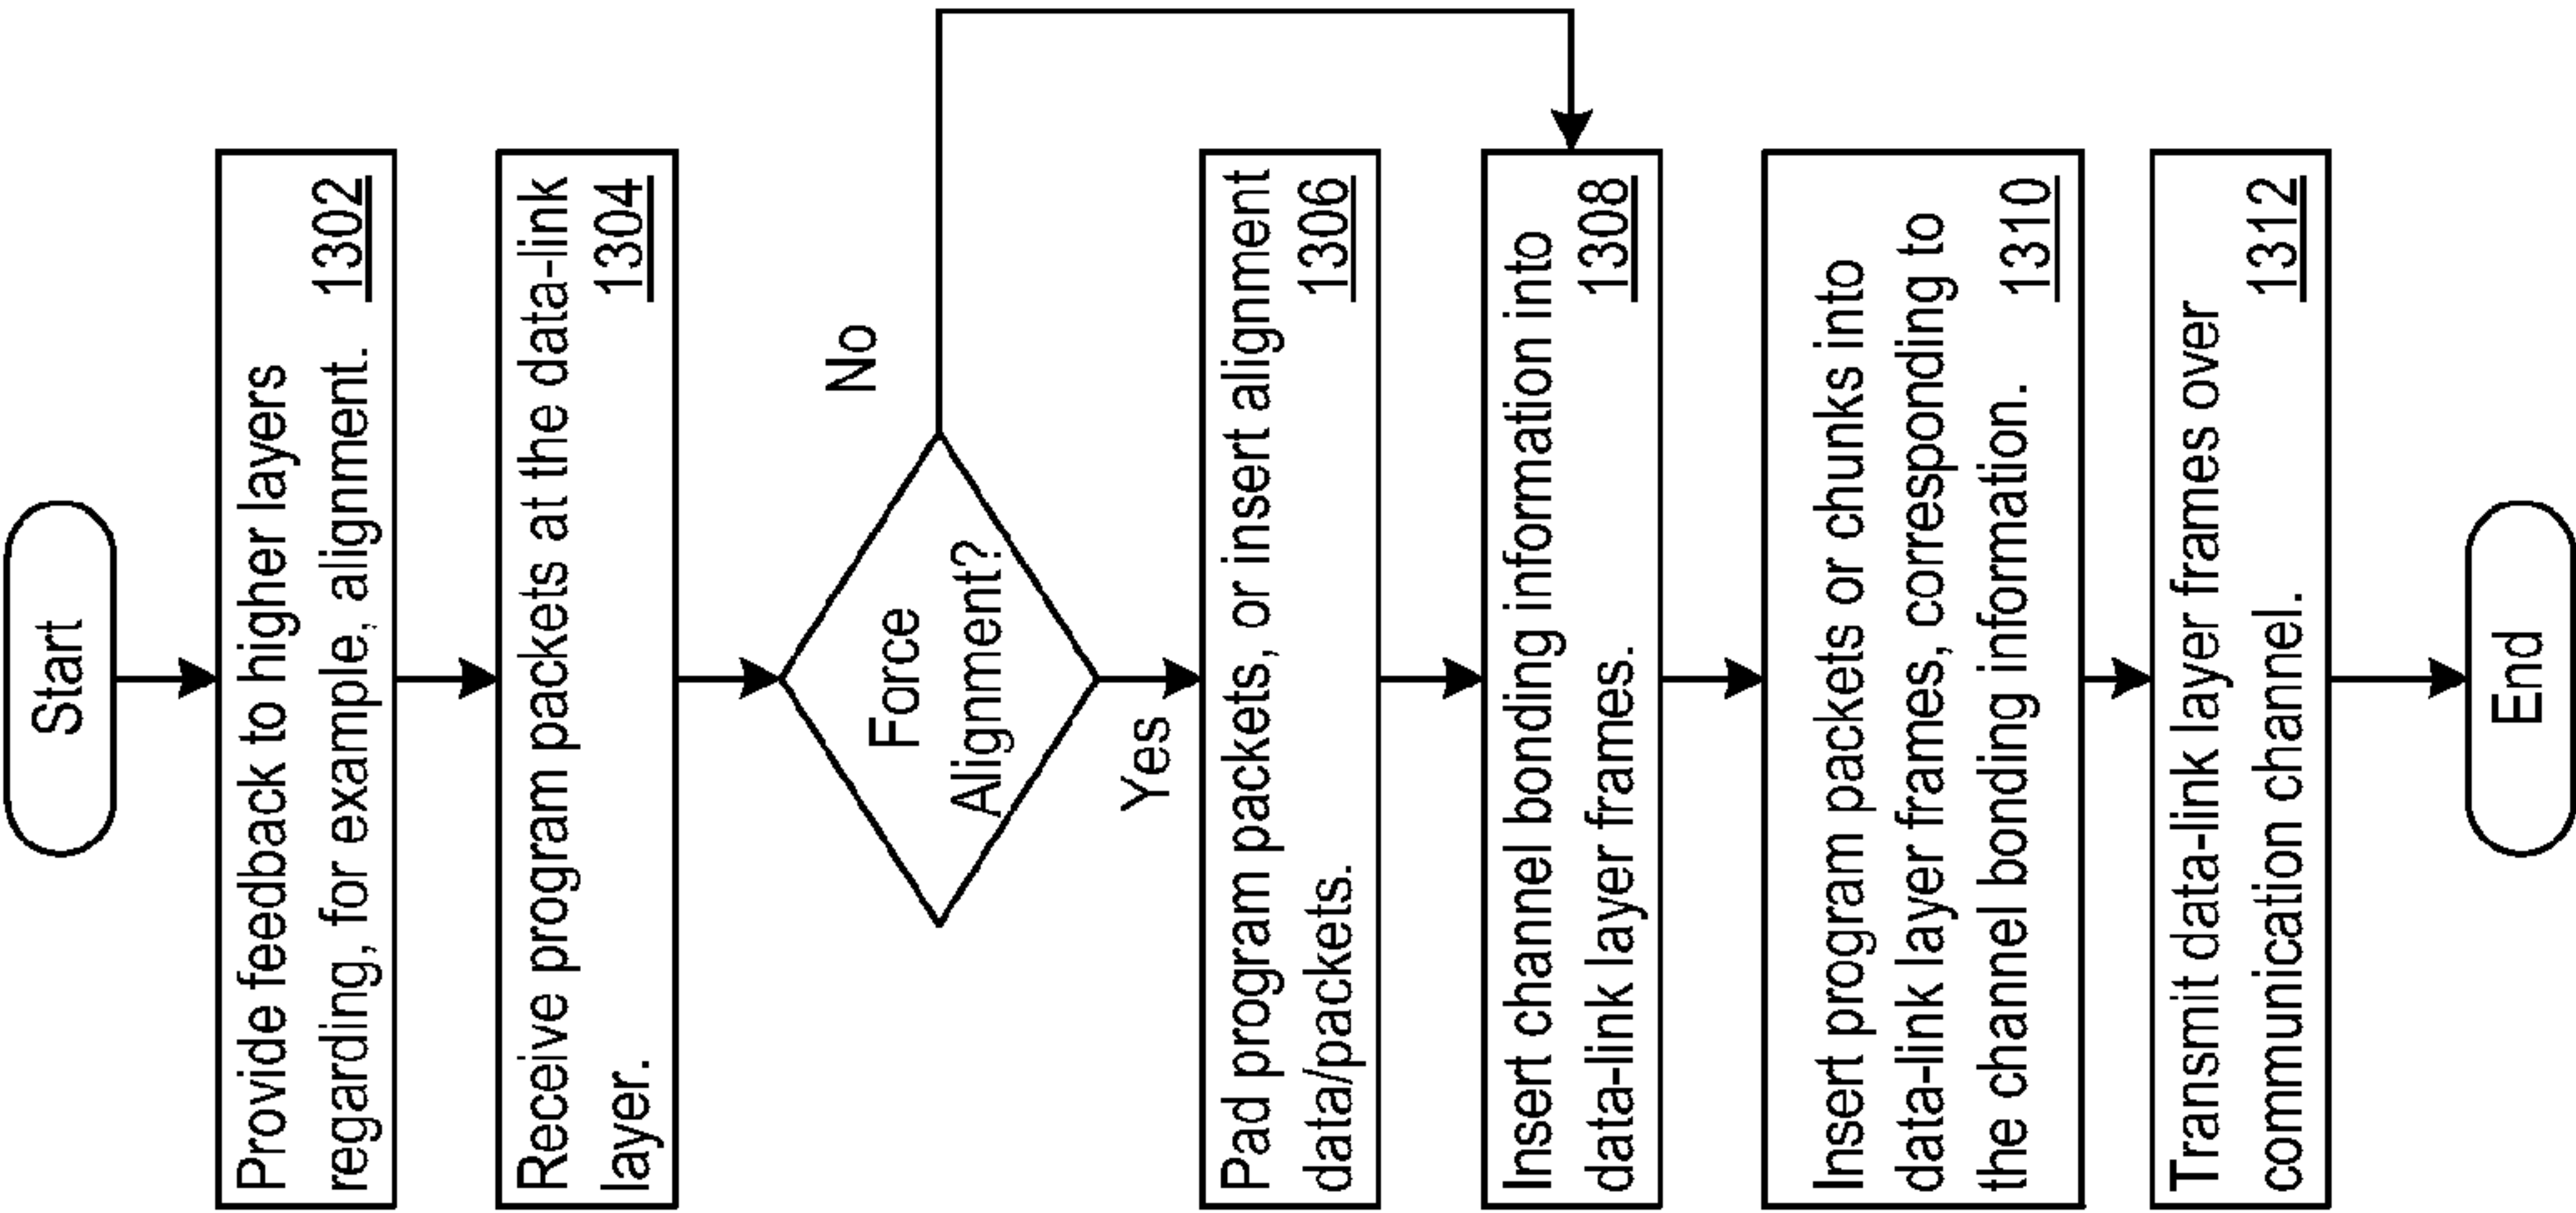 Start
Provide feedback to higher layers
regarding, for example, alignment. 1302
Receive program packets at the data-link
layer. 1304
Force
Alignment?
No
Yes
Pad program packets, or insert alignment
data/packets. 1306
Insert channel bonding information into
data-link layer frames. 1308
Insert program packets or chunks into
data-link layer frames, corresponding to
the channel bonding information. 1310
Transmit data-link layer frames over
communication channel. 1312
End